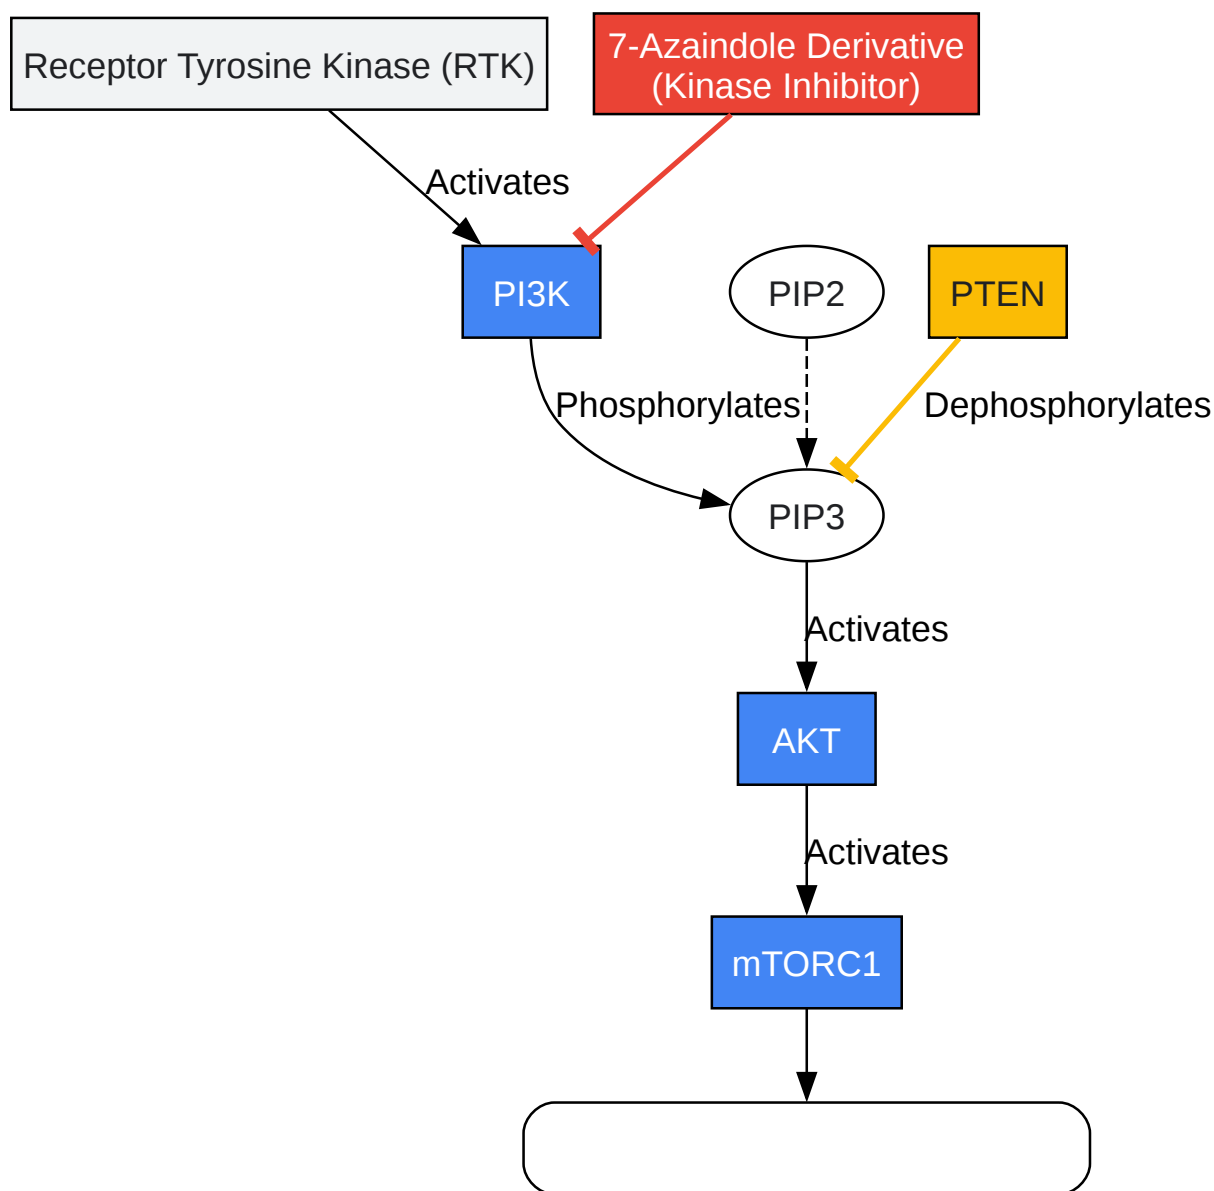 Receptor Tyrosine Kinase (RTK)
7-Azaindole Derivative
(Kinase Inhibitor)
Activates
PI3K
PIP2
PTEN
Phosphorylates
Dephosphorylates
PIP3
Activates
AKT
Activates
mTORC1